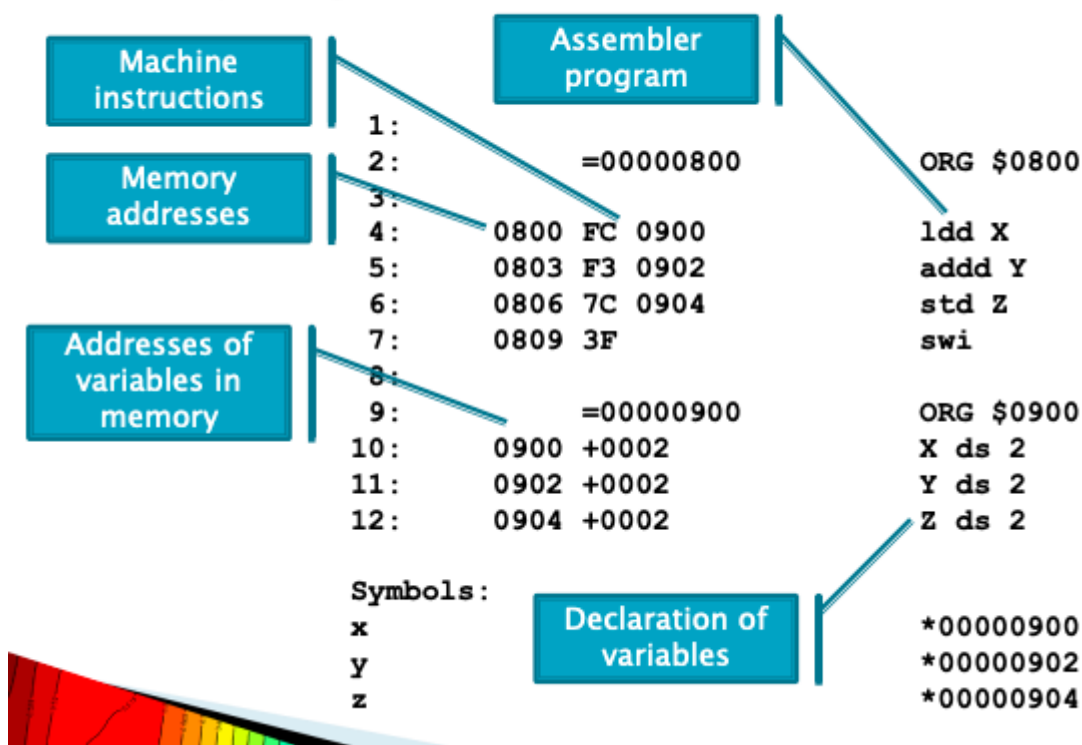 Machine
instructions
Assembler
program
Memory
addresses
Addresses of
variables in
memory
1:
2: =00000800 ORG $0800
3:
4: 0800 FC 0900 ldd X
5: 0803 F3 0902 addd Y
6: 0806 7C 0904 std Z
7: 0809 3F swi
8:
9: =00000900 ORG $0900
10: 0900 +0002 X ds 2
11: 0902 +0002 Y ds 2
12: 0904 +0002 Z ds 2
Symbols:
x *00000900
y *00000902
z *00000904
Declaration of
variables